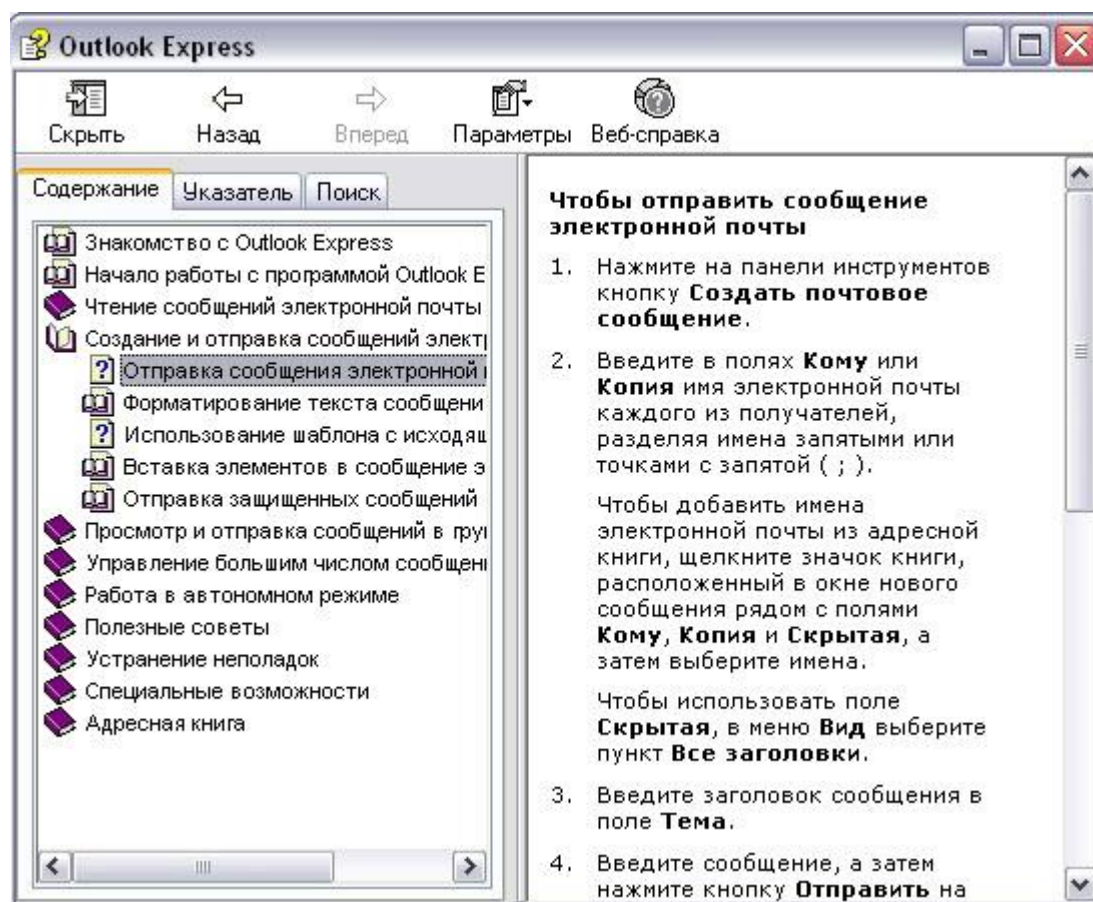 Outlook Express
Скрыть Назад Вперед Параметры Веб-справка
Содержание Указатель Поиск
Знакомство с Outlook Express
Начало работы с программой Outlook E
Чтение сообщений электронной почты
Создание и отправка сообщений элект
Отправка сообщения электронной
Форматирование текста сообщени
Использование шаблона с исходящ
Вставка элементов в сообщение э
Отправка защищенных сообщений
Просмотр и отправка сообщений в гру
Управление большим числом сообщен
Работа в автономном режиме
Полезные советы
Устранение неполадок
Специальные возможности
Адресная книга
Чтобы отправить сообщение
электронной почты
1. Нажмите на панели инструментов
кнопку Создать почтовое
сообщение.
2. Введите в полях Кому или
Копия имя электронной почты
каждого из получателей,
разделяя имена запятыми или
точками с запятой ( ; ).
Чтобы добавить имена
электронной почты из адресной
книги, щелкните значок книги,
расположенный в окне нового
сообщения рядом с полями
Кому, Копия и Скрытая, а
затем выберите имена.
Чтобы использовать поле
Скрытая, в меню Вид выберите
пункт Все заголовки.
3. Введите заголовок сообщения в
поле Тема.
4. Введите сообщение, а затем
нажмите кнопку Отправить на